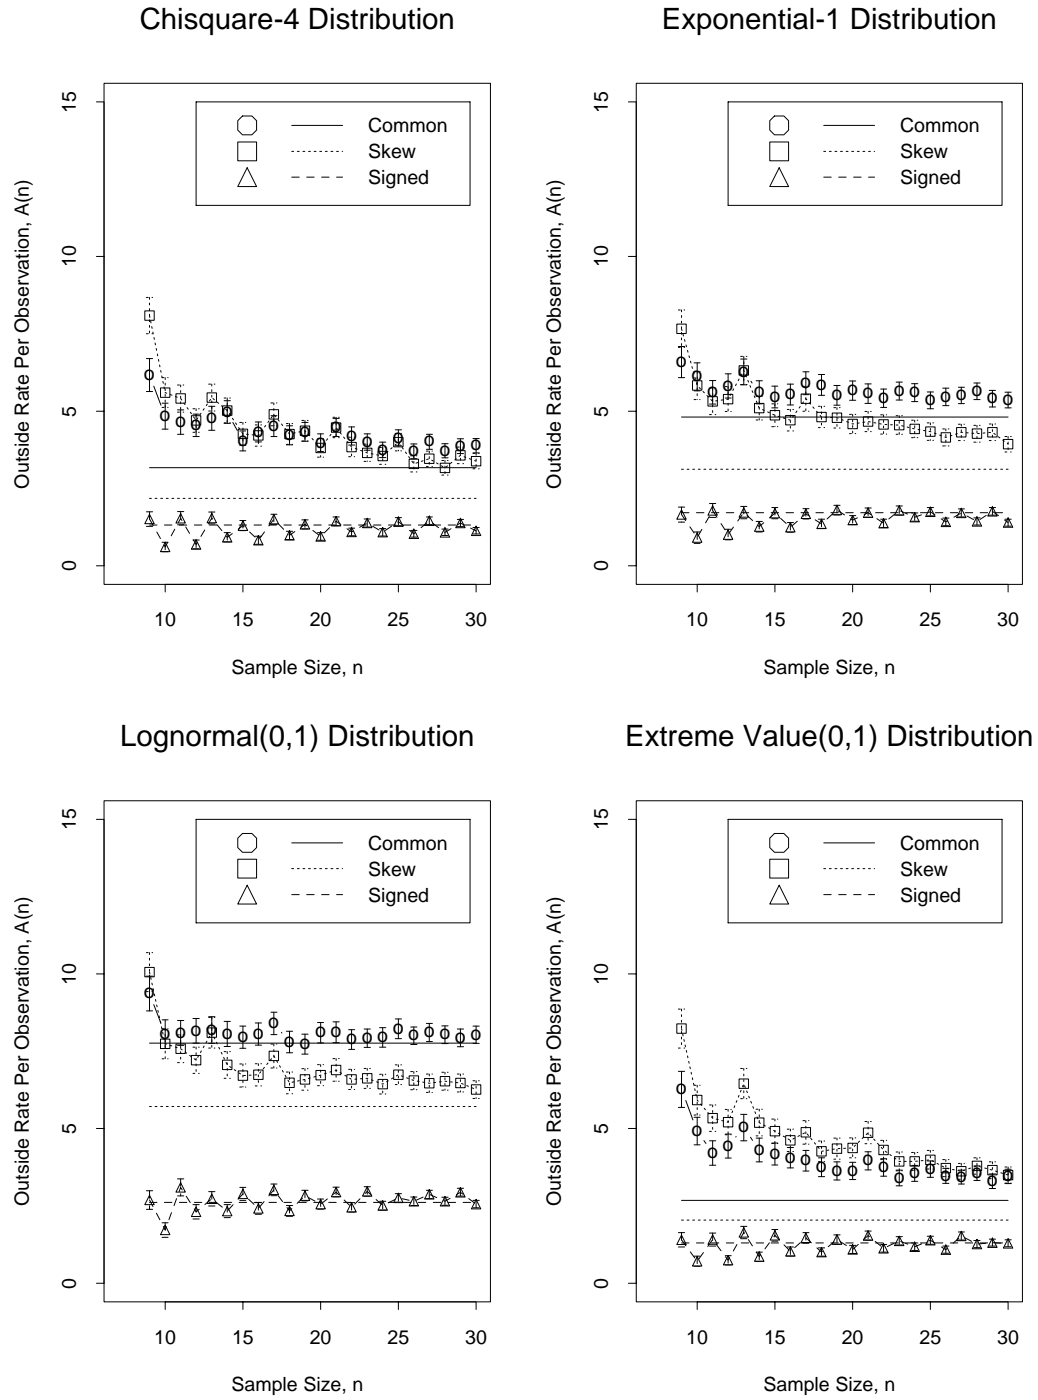 Chisquare-4 Distribution
Outside Rate Per Observation, A(n)
15
10
5
0
Common
Skew
Signed
10 15 20 25 30
Sample Size, n
Exponential-1 Distribution
Outside Rate Per Observation, A(n)
15
10
5
0
Common
Skew
Signed
10 15 20 25 30
Sample Size, n
Lognormal(0,1) Distribution
Outside Rate Per Observation, A(n)
15
10
5
0
Common
Skew
Signed
10 15 20 25 30
Sample Size, n
Extreme Value(0,1) Distribution
Outside Rate Per Observation, A(n)
15
10
5
0
Common
Skew
Signed
10 15 20 25 30
Sample Size, n